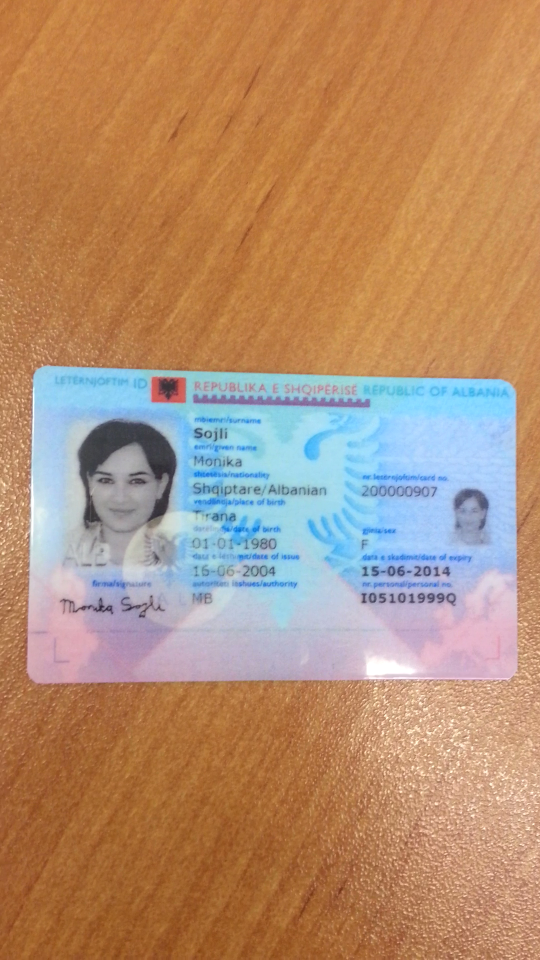 LETËRNJOFTIM ID REPUBLIKA E SHQIPËRISË REPUBLIC OF ALBANIA
mbiemri/surname
Sojli
emri/given name
Monika
shtetësia/nationality nr.letërnjoftimi/card no.
Shqiptare/Albanian 200000907
vendlindja/place of birth
Tirana
datëlindja/date of birth gjinia/sex
01-01-1980 F
data e lëshimit/date of issue data e skadimit/date of expiry
16-06-2004 15-06-2014
firma/signature autoriteti lëshues/authority nr.personal/personal no.
Monika Sojli MB I05101999Q